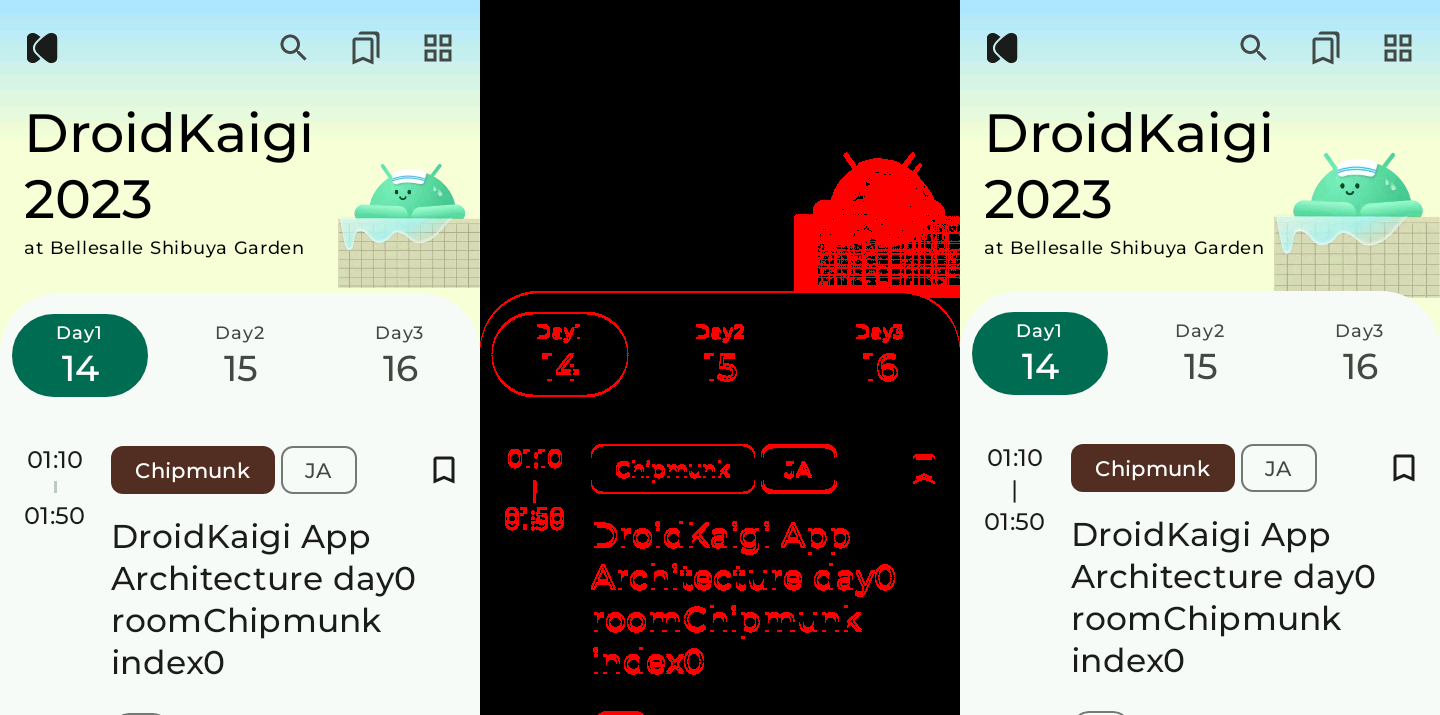 DroidKaigi
2023
at Bellesalle Shibuya Garden
Day1 Day2 Day3
14 15 16
01:10 Chipmunk JA
01:50
DroidKaigi App
Architecture day0
roomChipmunk
index0
Day1 Day2 Day3
14 15 16
01:10 Chipmunk JA
DroidKaigi App
Architecture day0
roomChipmunk
index0
DroidKaigi
2023
at Bellesalle Shibuya Garden
Day1 Day2 Day3
14 15 16
01:10 Chipmunk JA
01:50
DroidKaigi App
Architecture day0
roomChipmunk
index0